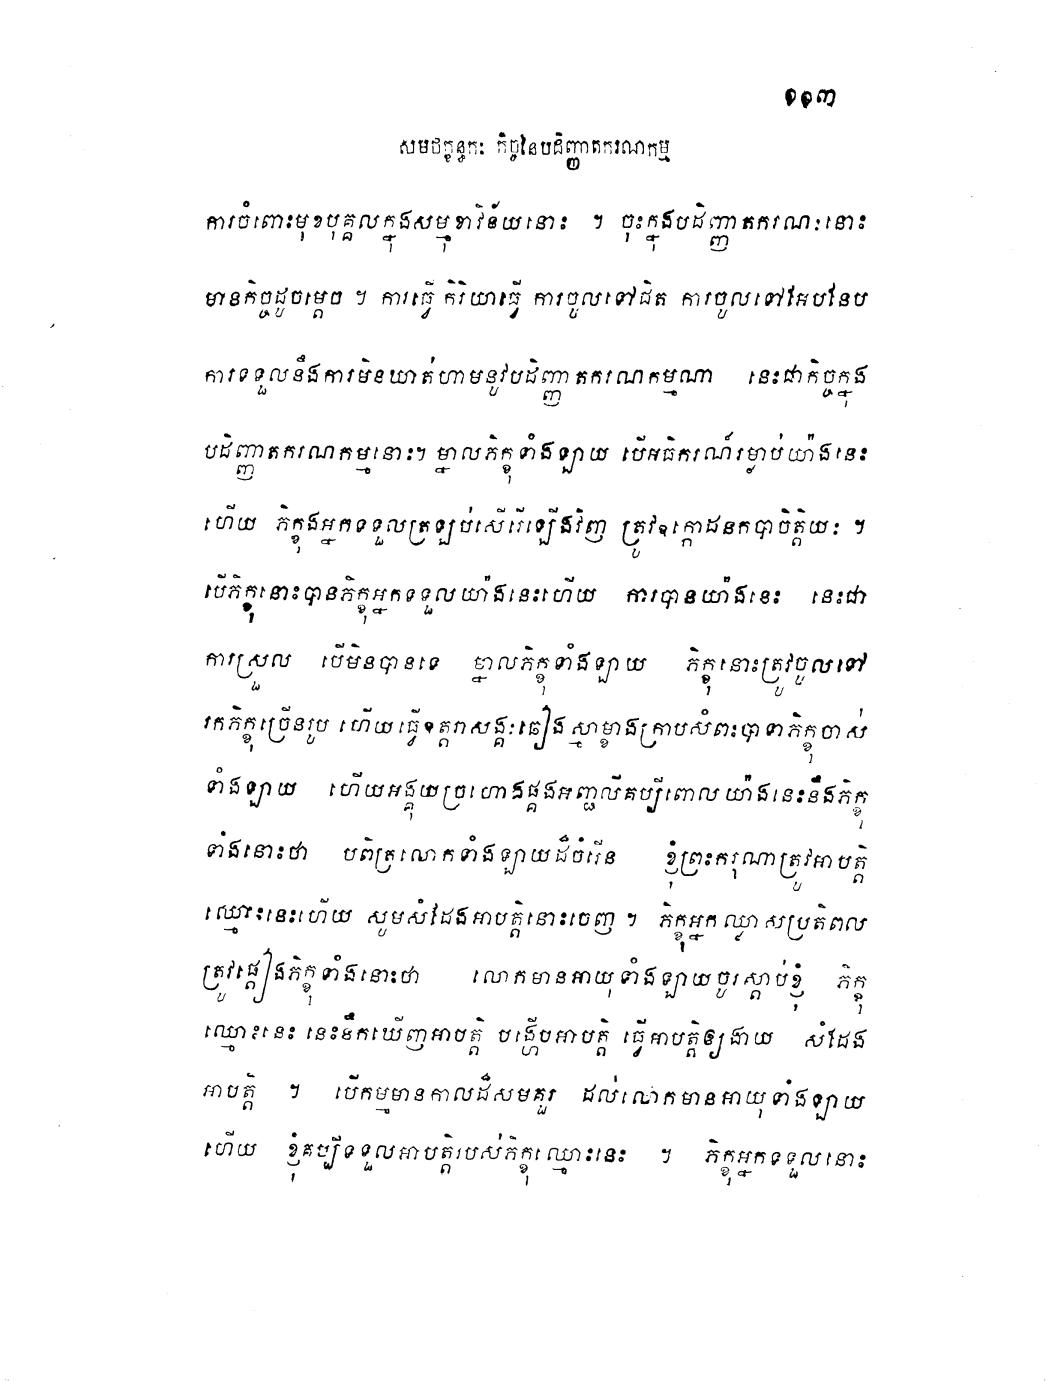 ១១៣
សមថក្ខន្ធកៈ កិច្ចនៃបដិញ្ញាតករណកម្ម
ការចំពោះមុខបុគ្គលក្នុងសម្មុខាវិន័យនោះ ។ ចុះក្នុងបដិញ្ញាតករណៈនោះ
មានកិច្ចដូចម្តេច ។ ការធ្វើ កិរិយាធ្វើ ការចូលទៅជិត ការចូលទៅអែបនែប
ការទទួលនឹងការមិនឃាត់ហាមនូវបដិញ្ញាតករណកម្មណា នេះជាកិច្ចក្នុង
បដិញ្ញាតករណកម្មនោះ។ ម្នាលភិក្ខុទាំងឡាយ បើអធិករណ៍រម្ងាប់យ៉ាងនេះ
ហើយ ភិក្ខុអ្នកទទួលត្រឡប់សើរើឡើងវិញ ត្រូវឧក្កោដនកបាចិត្តិយៈ ។
បើភិក្ខុនោះបានភិក្ខុអ្នកទទួលយ៉ាងនេះហើយ ការបានយ៉ាងនេះ នេះជា
ការស្រួល បើមិនបានទេ ម្នាលភិក្ខុទាំងឡាយ ភិក្ខុនោះត្រូវចូលទៅ
រកភិក្ខុច្រើនរូប ហើយធ្វើឧត្តរាសង្គៈឆៀងស្មាម្ខាងក្រាបសំពះបាទាភិក្ខុចាស់
ទាំងឡាយ ហើយអង្គុយច្រហោងផ្គងអញ្ជលីគប្បីពោលយ៉ាងនេះនឹងភិក្ខុ
ទាំងនោះថា បពិត្រលោកទាំងឡាយដ៏ចំរើន ខ្ញុំព្រះករុណាត្រូវអាបត្តិ
ឈ្មោះនេះហើយ សូមសំដែងអាបត្តិនោះចេញ ។ ភិក្ខុអ្នកឈ្លាសប្រតិពល
ត្រូវផ្តៀងភិក្ខុទាំងនោះថា លោកមានអាយុទាំងឡាយចូរស្តាប់ខ្ញុំ ភិក្ខុ
ឈ្មោះនេះ នេះនឹកឃើញអាបត្តិ បង្ហើបអាបត្តិ ធ្វើអាបត្តិឲ្យងាយ សំដែង
អាបត្តិ ។ បើកម្មមានកាលដ៏សមគួរ ដល់លោកមានអាយុទាំងឡាយ
ហើយ ខ្ញុំគប្បីទទួលអាបត្តិរបស់ភិក្ខុឈ្មោះនេះ ។ ភិក្ខុអ្នកទទួលនោះ